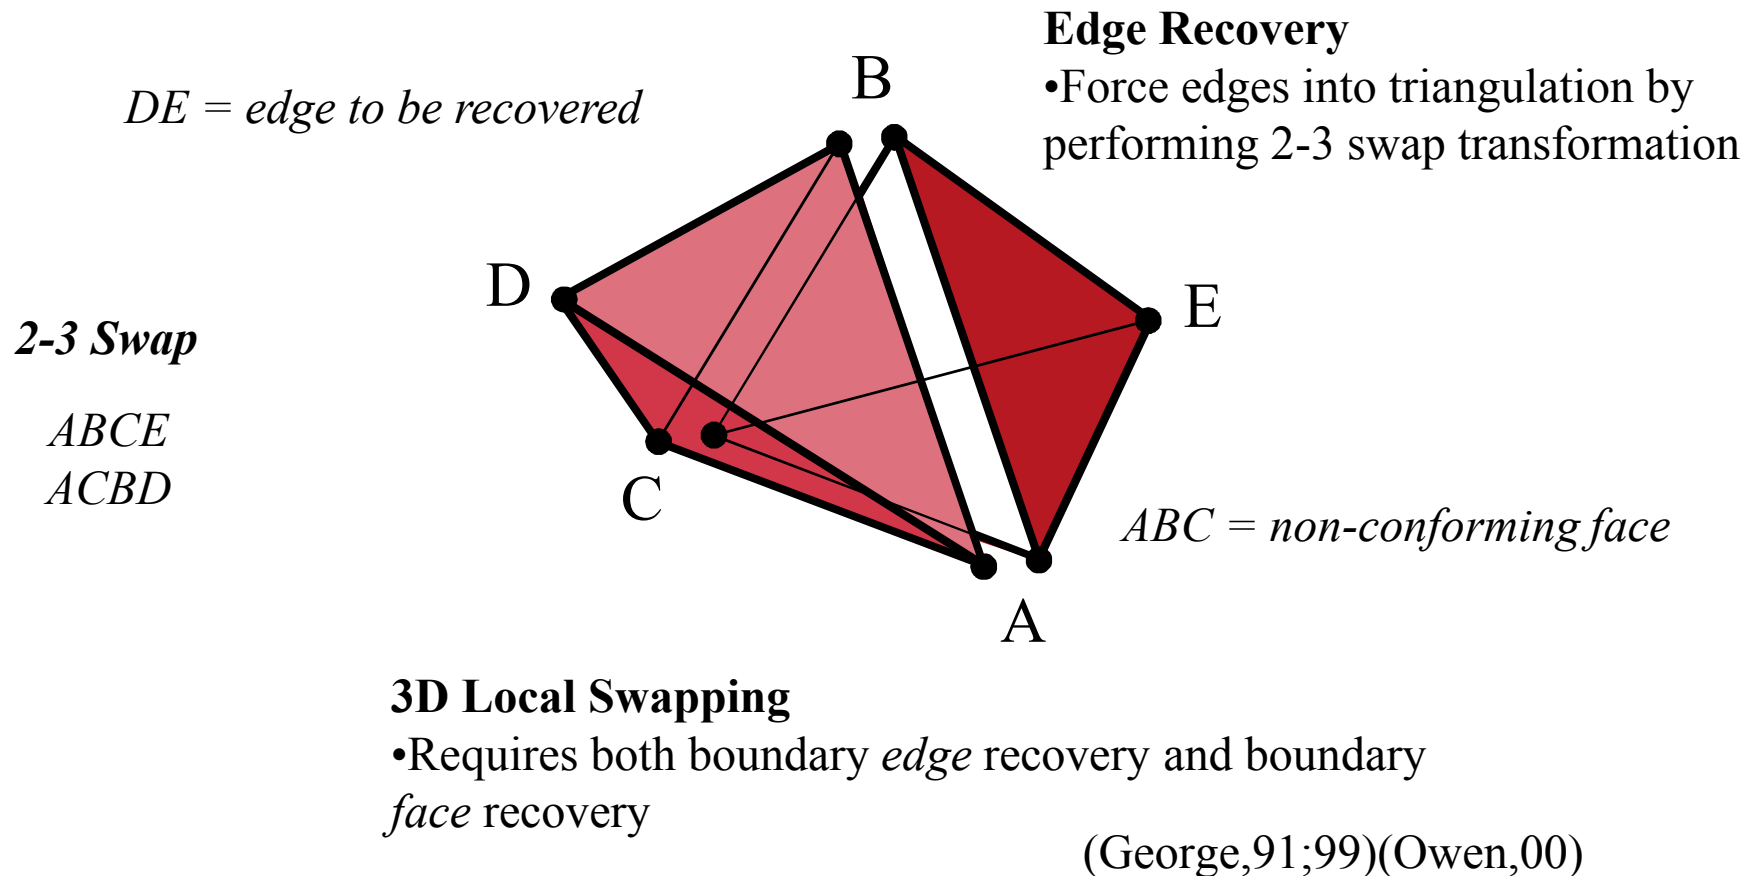 Edge Recovery
•Force edges into triangulation by
performing 2-3 swap transformation
DE = edge to be recovered
B
D
E
2-3 Swap
ABCE
ACBD
C
ABC = non-conforming face
A
3D Local Swapping
•Requires both boundary edge recovery and boundary
face recovery
(George,91;99)(Owen,00)